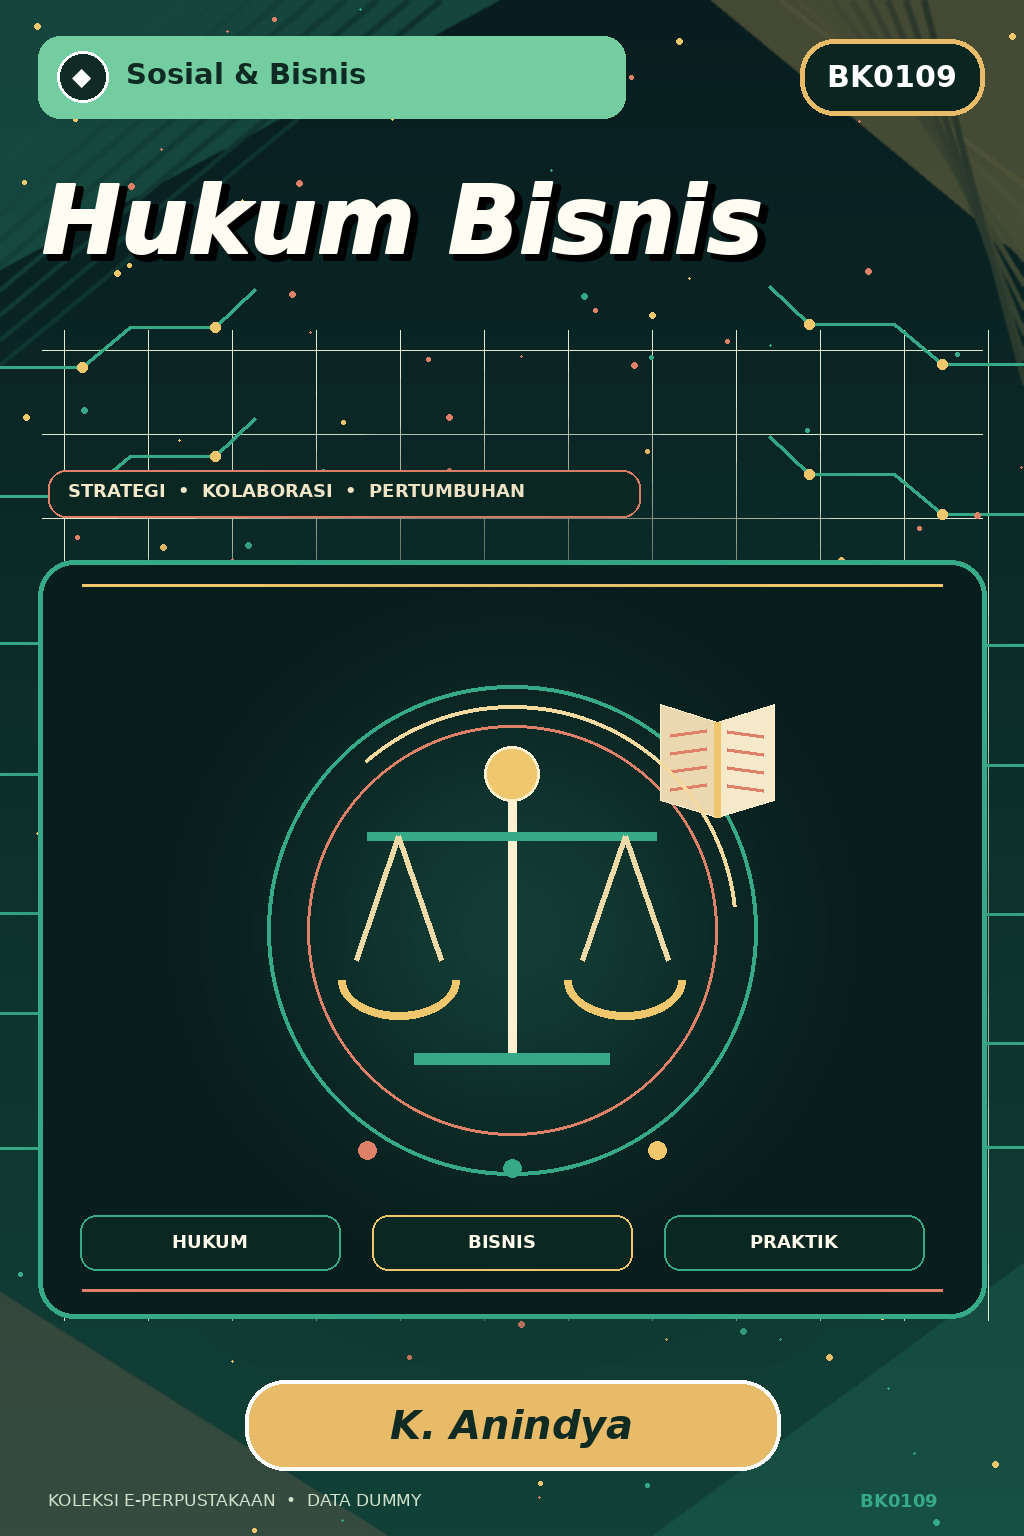 Sosial & Bisnis
BK0109
Hukum Bisnis
STRATEGI • KOLABORASI • PERTUMBUHAN
HUKUM
BISNIS
PRAKTIK
K. Anindya
KOLEKSI E-PERPUSTAKAAN • DATA DUMMY
BK0109